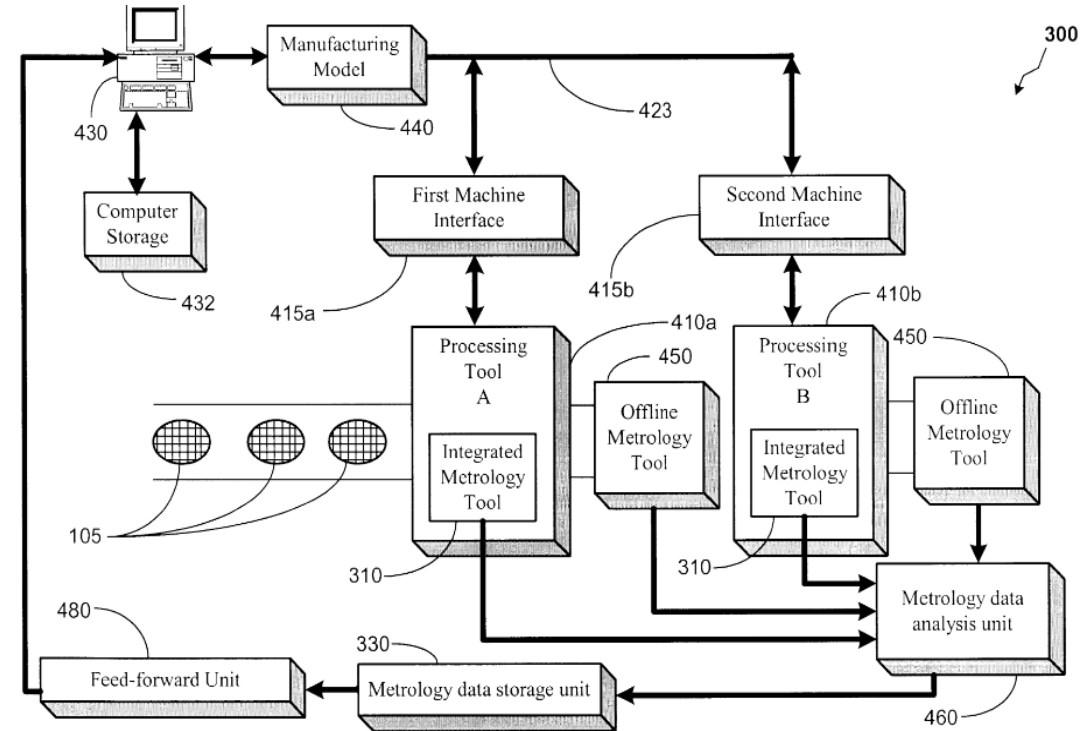 300
Manufacturing
Model
430
440
423
Computer
Storage
432
First Machine
Interface
415a
Second Machine
Interface
415b
410a
Processing
Tool
A
Integrated
Metrology
Tool
310
450
Offline
Metrology
Tool
410b
Processing
Tool
B
Integrated
Metrology
Tool
310
450
Offline
Metrology
Tool
105
480
Feed-forward Unit
330
Metrology data storage unit
Metrology data
analysis unit
460